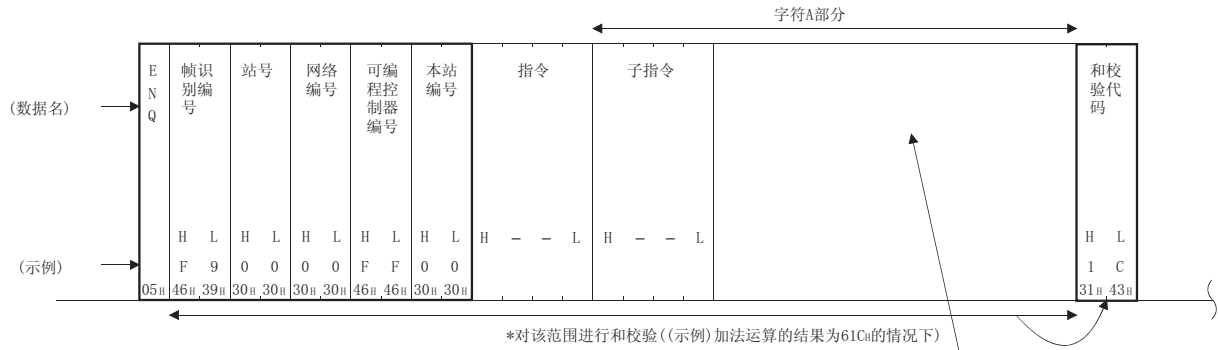 字符A部分
E
N
Q
帧识
别编
号
站号
网络
编号
可编
程控
制器
编号
本站
编号
指令
子指令
和校
验代
码
(数据名)
H L H L H L H L H L H — — L H — — L H L
(示例)
F 9 0 0 0 0 F F 0 0 1 C
05H 46H 39H 30H 30H 30H 30H 46H 46H 30H 30H 31H 43H
*对该范围进行和校验((示例)加法运算的结果为61CH的情况下)